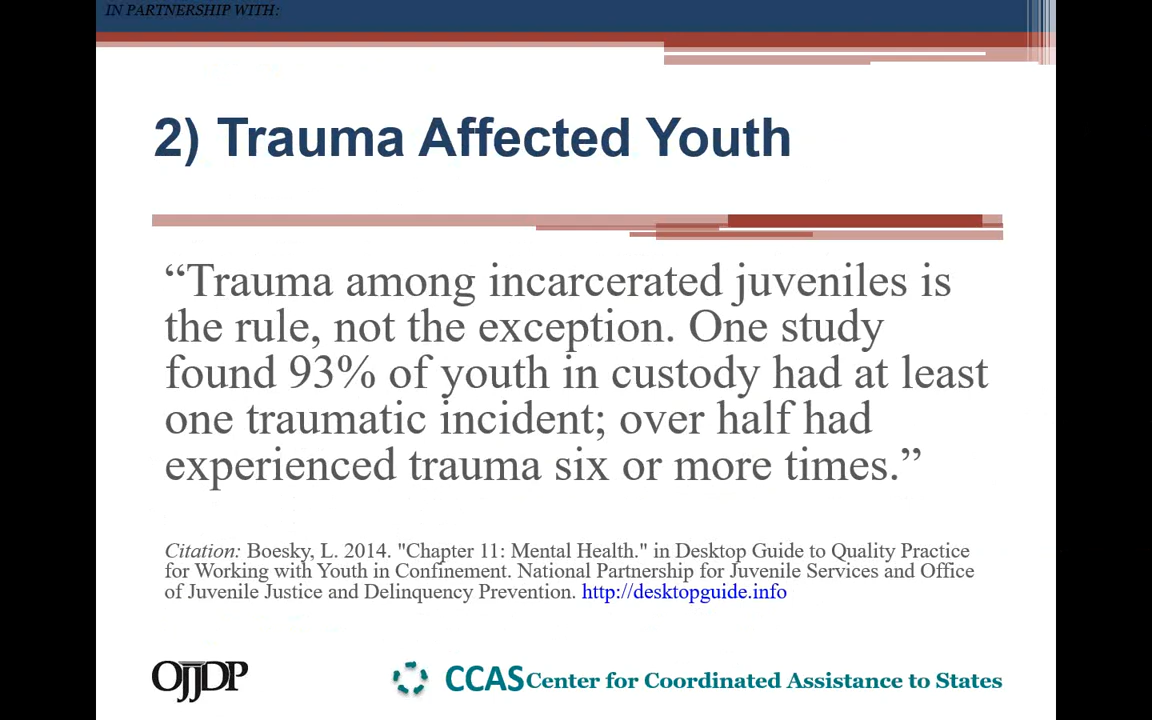 IN PARTNERSHIP WITH:
2) Trauma Affected Youth
“Trauma among incarcerated juveniles is
the rule, not the exception. One study
found 93% of youth in custody had at least
one traumatic incident; over half had
experienced trauma six or more times.”
Citation: Boesky, L. 2014. "Chapter 11: Mental Health." in Desktop Guide to Quality Practice
for Working with Youth in Confinement. National Partnership for Juvenile Services and Office
of Juvenile Justice and Delinquency Prevention. http://desktopguide.info
OJJDP
CCAS Center for Coordinated Assistance to States